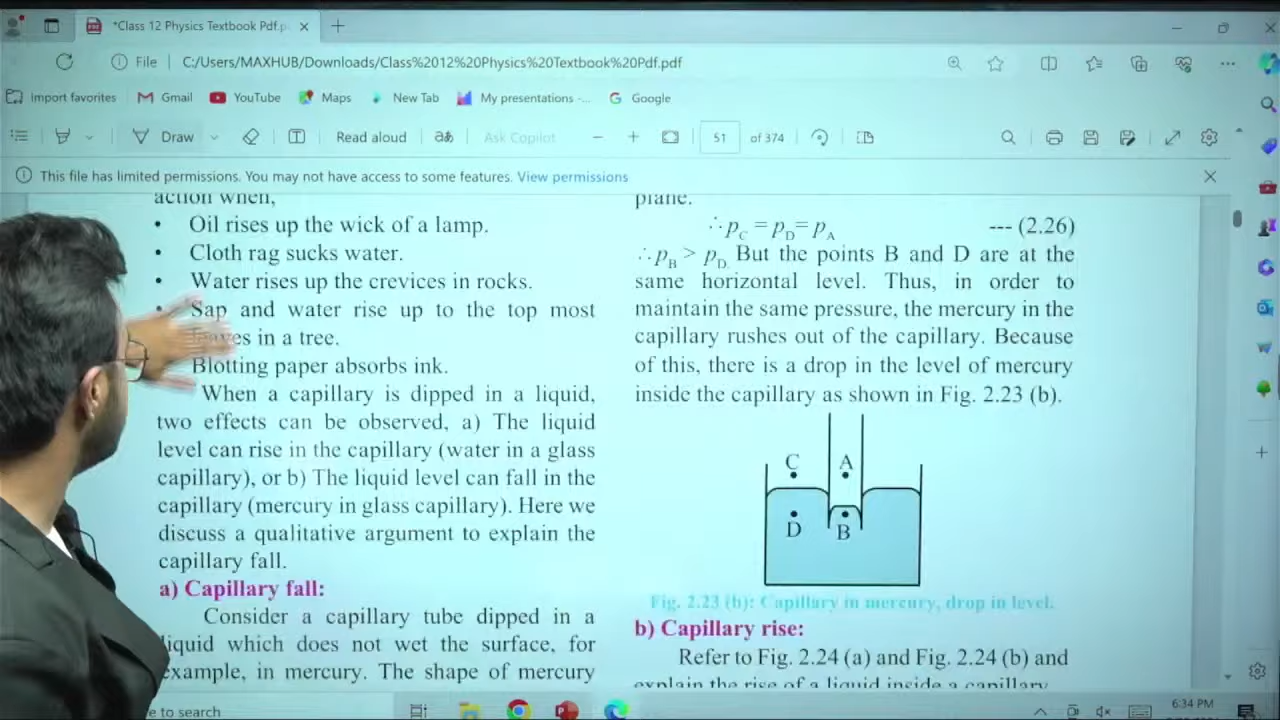 *Class 12 Physics Textbook Pdf.p
File
C:/Users/MAXHUB/Downloads/Class%2012%20Physics%20Textbook%20Pdf.pdf
Import favorites
Gmail
YouTube
Maps
New Tab
My presentations -...
Google
Draw
Read aloud
aあ
Ask Copilot
51 of 374
This file has limited permissions. You may not have access to some features. View permissions
action when,
• Oil rises up the wick of a lamp.
• Cloth rag sucks water.
• Water rises up the crevices in rocks.
• Sap and water rise up to the top most
in a tree.
Blotting paper absorbs ink.
When a capillary is dipped in a liquid,
two effects can be observed, a) The liquid
level can rise in the capillary (water in a glass
capillary), or b) The liquid level can fall in the
capillary (mercury in glass capillary). Here we
discuss a qualitative argument to explain the
capillary fall.
a) Capillary fall:
Consider a capillary tube dipped in a
liquid which does not wet the surface, for
example, in mercury. The shape of mercury
plane.
∴p_C = p_D = p_A --- (2.26)
∴p_B > p_D. But the points B and D are at the
same horizontal level. Thus, in order to
maintain the same pressure, the mercury in the
capillary rushes out of the capillary. Because
of this, there is a drop in the level of mercury
inside the capillary as shown in Fig. 2.23 (b).
C A
D B
Fig. 2.23 (b): Capillary in mercury, drop in level.
b) Capillary rise:
Refer to Fig. 2.24 (a) and Fig. 2.24 (b) and
explain the rise of a liquid inside a capillary
e to search
6:34 PM